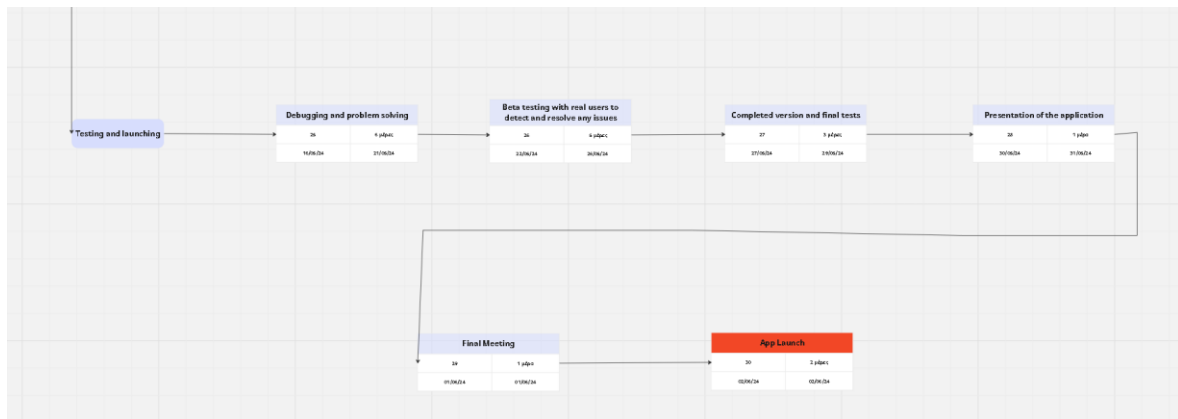 Testing and launching
Debugging and problem solving
26 6 μέρες
16/06/24 21/06/24
Beta testing with real users to
detect and resolve any issues
26 6 μέρες
Completed version and final tests
27 3 μέρες
27/06/24 29/06/24
Presentation of the application
28 1 μέρα
30/06/24 31/06/24
Final Meeting
1 μέρα
01/06/24 01/06/24
App Launch
30 2 μέρες
02/06/24 02/06/24